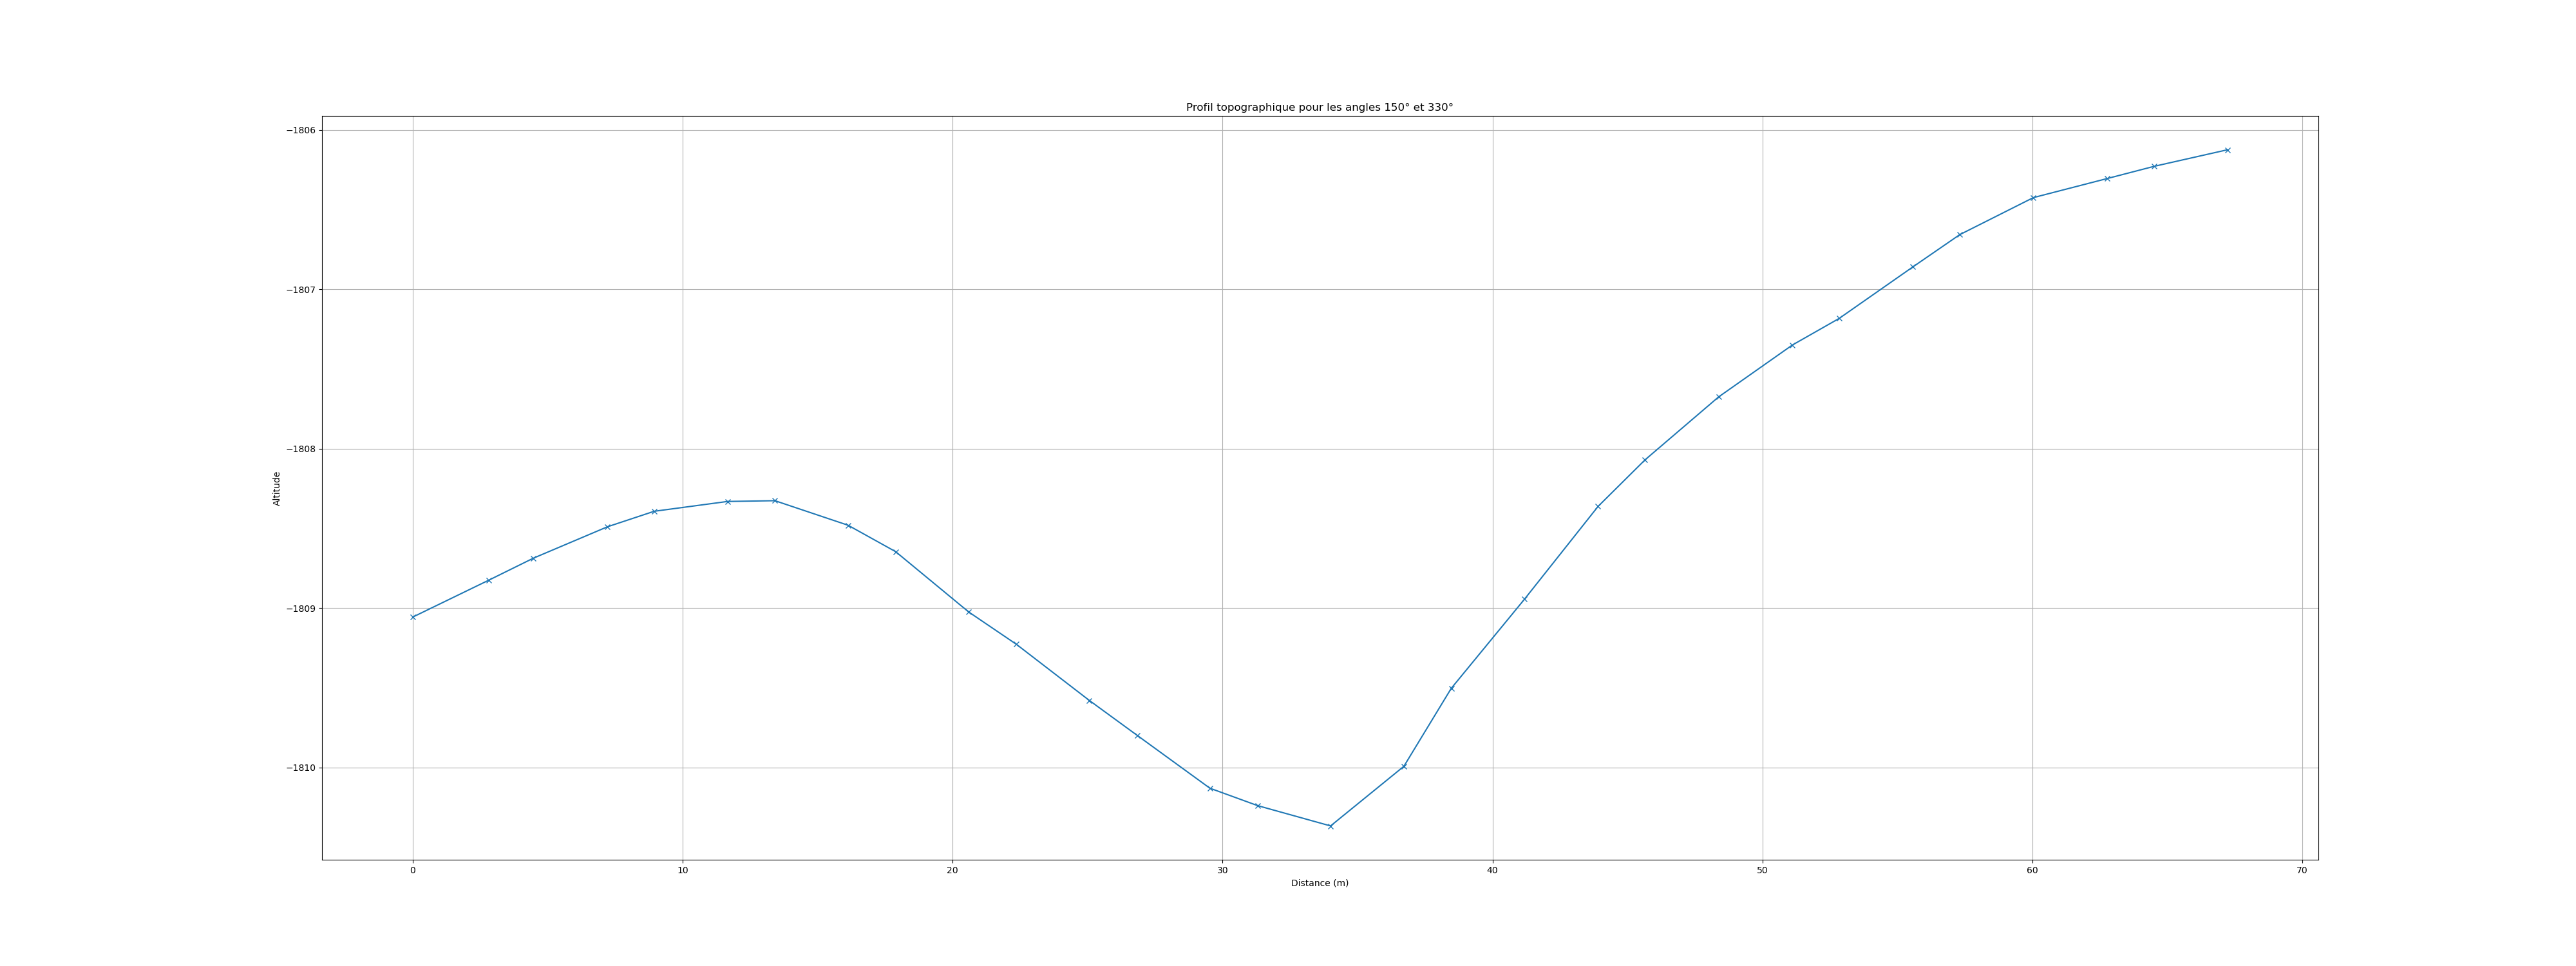 Profil topographique pour les angles 150° et 330°
−1806
−1807
−1808
−1809
−1810
Altitude
0 10 20 30 40 50 60 70
Distance (m)